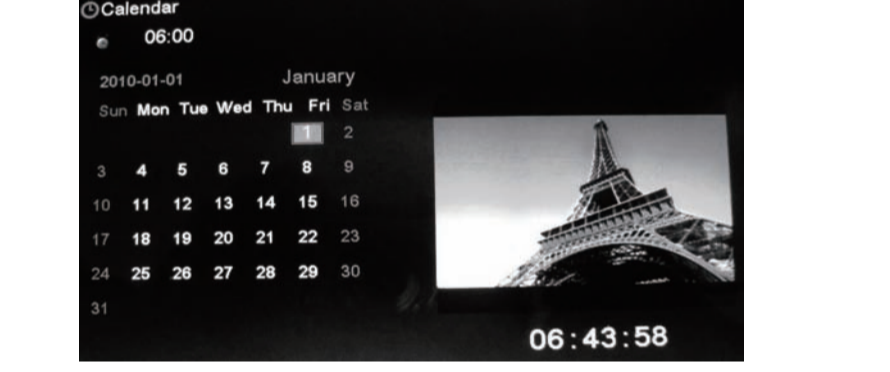 Calendar
06:00
2010-01-01 January
Sun Mon Tue Wed Thu Fri Sat
1 2
3 4 5 6 7 8 9
10 11 12 13 14 15 16
17 18 19 20 21 22 23
24 25 26 27 28 29 30
31
06:43:58